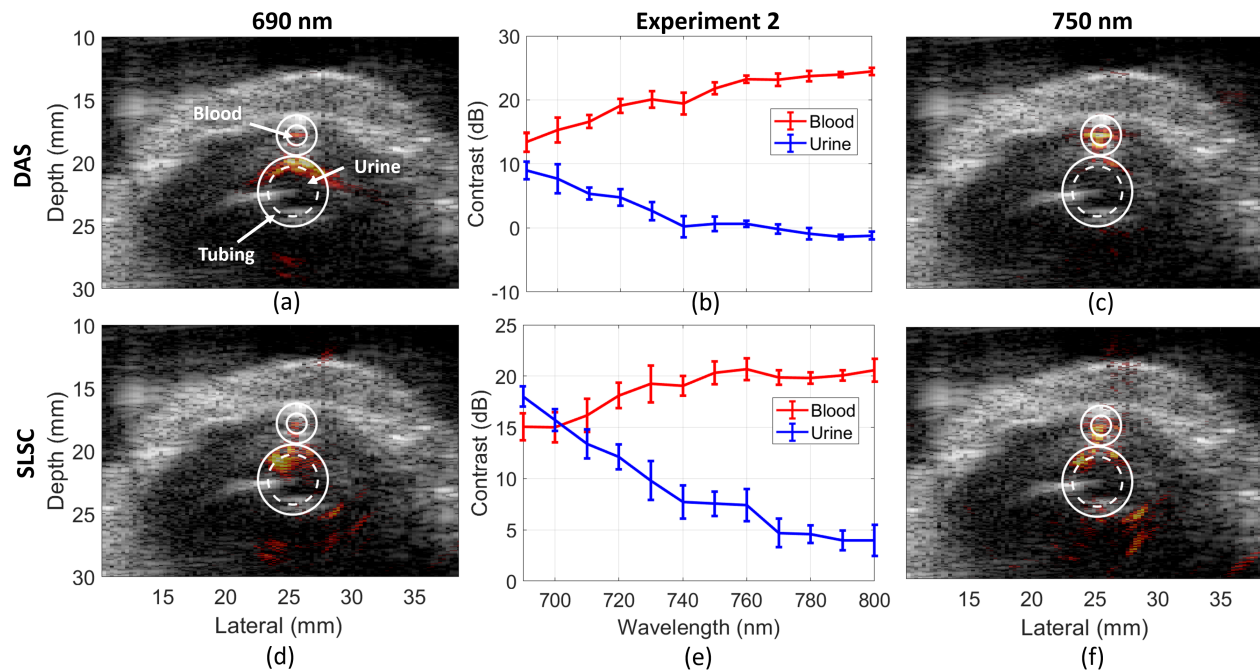 690 nm
Experiment 2
750 nm
DAS
Depth (mm)
10
15
20
25
30
Blood
Urine
Tubing
(a)
Contrast (dB)
30
20
10
0
-10
Blood
Urine
(b)
(c)
SLSC
Depth (mm)
10
15
20
25
30
15 25 30 35
Lateral (mm)
(d)
Contrast (dB)
25
20
15
10
5
0
Blood
Urine
700 720 740 760 780 800
Wavelength (nm)
(e)
15 25 30 35
Lateral (mm)
(f)